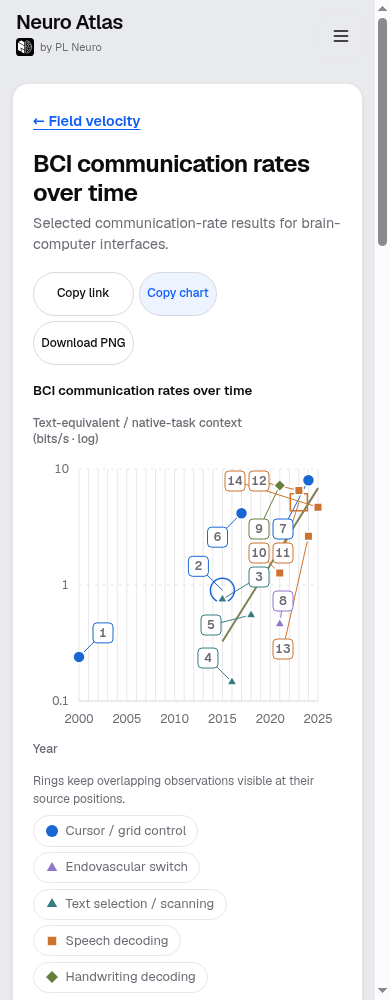 Neuro Atlas
by PL Neuro
← Field velocity
BCI communication rates
over time
Selected communication-rate results for brain-
computer interfaces.
Copy link
Copy chart
Download PNG
BCI communication rates over time
Text-equivalent / native-task context
(bits/s · log)
10
14
12
6
9
7
10
11
2
3
1
8
1
5
13
4
0.1
2000
2005
2010
2015
2020
2025
Year
Rings keep overlapping observations visible at their
source positions.
Cursor / grid control
Endovascular switch
Text selection / scanning
Speech decoding
Handwriting decoding